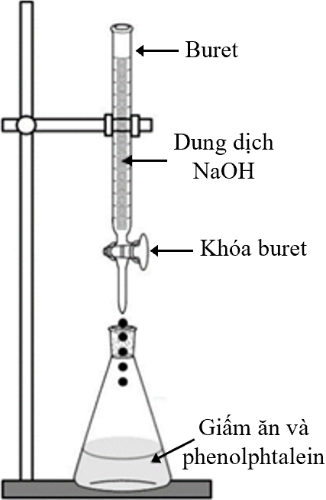 Buret
Dung dịch
NaOH
Khóa buret
Giấm ăn và
phenolphtalein